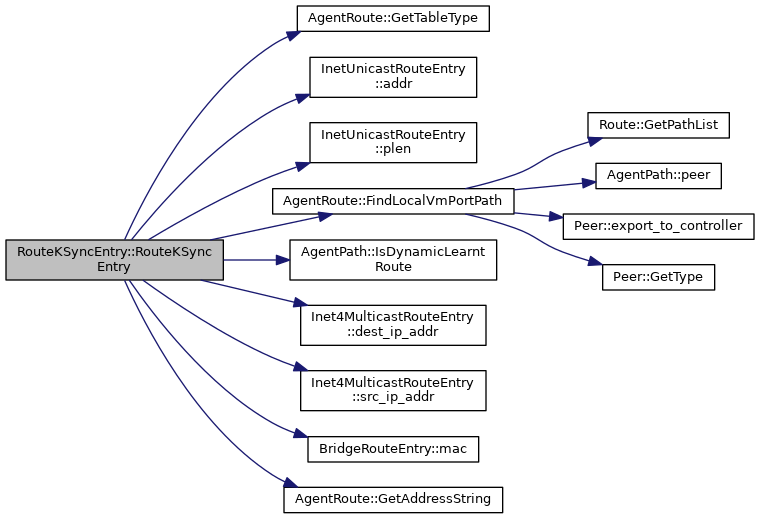 AgentRoute::GetTableType
InetUnicastRouteEntry
::addr
InetUnicastRouteEntry
::plen
AgentRoute::FindLocalVmPortPath
Route::GetPathList
AgentPath::peer
Peer::export_to_controller
Peer::GetType
RouteKSyncEntry::RouteKSync
Entry
AgentPath::IsDynamicLearnt
Route
Inet4MulticastRouteEntry
::dest_ip_addr
Inet4MulticastRouteEntry
::src_ip_addr
BridgeRouteEntry::mac
AgentRoute::GetAddressString